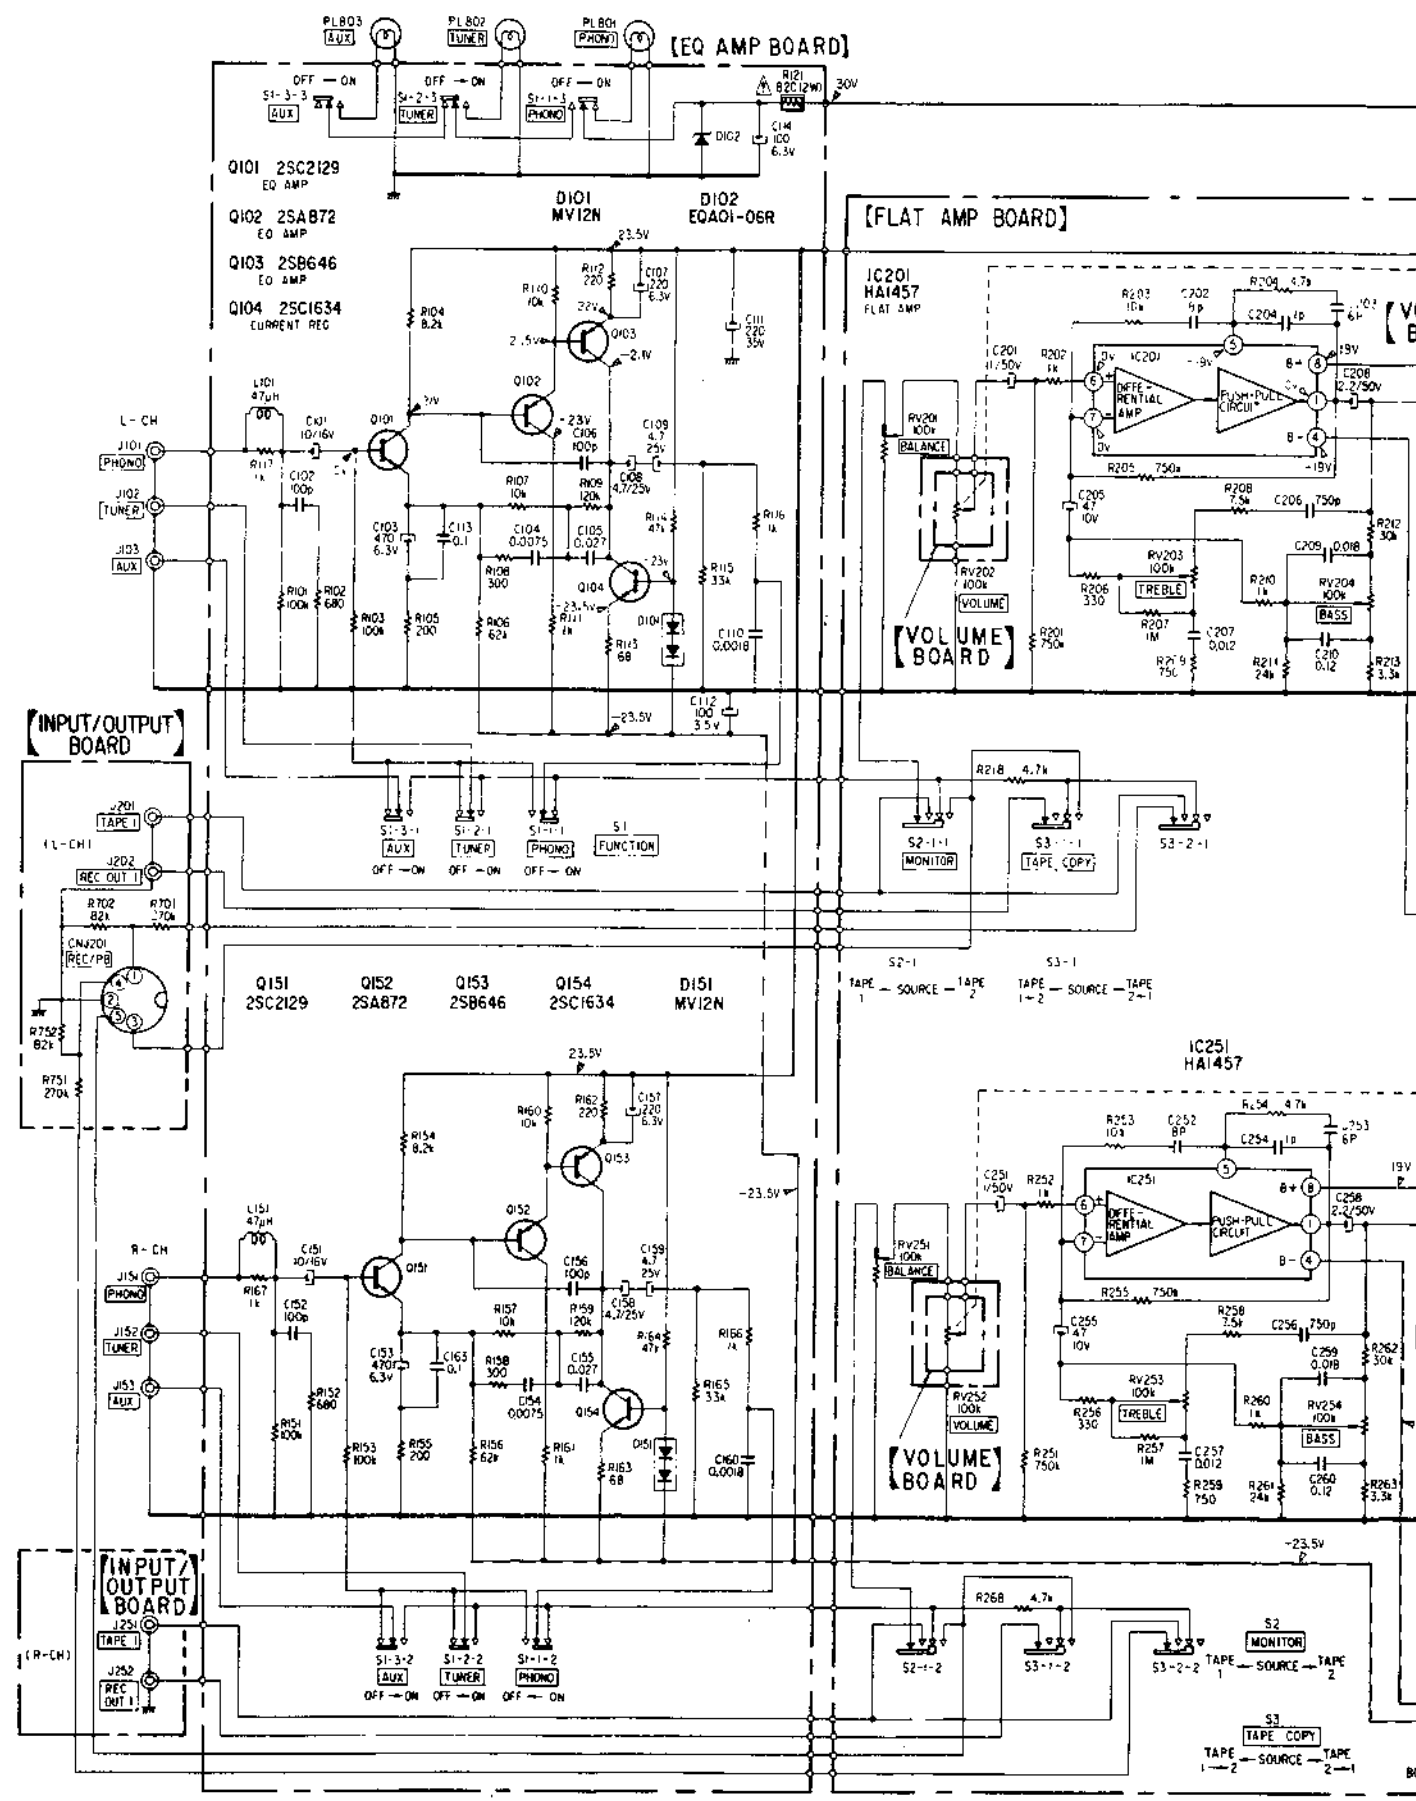 PL803
AUX
PL802
TUNER
PL801
PHONO
【EQ AMP BOARD】
OFF — ON
S1-3-3
AUX
OFF → ON
S1-2-3
TUNER
OFF — ON
S1-1-3
PHONO
R121
82(2W)
30V
D102
C114
100
6.3V
Q101 2SC2129
EQ AMP
Q102 2SA872
EQ AMP
Q103 2SB646
EQ AMP
Q104 2SC1634
CURRENT REG
D101
MV12N
D102
EQA01-06R
【FLAT AMP BOARD】
23.5V
R112
220
C107
220
6.3V
R110
10k
22V
Q103
R104
8.2k
C111
220
35V
Q102
-23V
C106
100p
C109
4.7
25V
C108
4.7/25V
L101
47μH
L-CH
J101
PHONO
R117
1k
C101
10/16V
Q101
C102
100p
J102
TUNER
J103
AUX
R107
10k
R109
120k
C103
470
6.3V
C113
0.1
C104
0.0075
C105
0.027
R108
300
R114
47k
R116
1k
R115
33k
Q104
-23v
-23.5v
R101
100k
R102
680
R103
100k
R105
200
R106
62k
R111
1k
R113
68
D101
C110
0.0018
C112
100
-23.5V
IC201
HA1457
FLAT AMP
R203
10k
C202
8p
R204
4.7k
C204
1p
C201
1/50V
R202
1k
IC201
DIFFE-
RENTIAL
AMP
PUSH-PULL
CIRCUIT
6
7
5
8
1
4
B+
B-
0v
-19V
19V
C208
2.2/50V
RV201
100k
BALANCE
R205 750k
C205
47
10V
R208
7.5k
C206 750p
R212
30k
C209 0.018
RV203
100k
TREBLE
R206
330
R207
1M
R210
1k
RV204
100k
BASS
C207
0.012
R209
750
C210
0.12
R211
24k
R213
3.3k
RV202
100k
VOLUME
【VOLUME
BOARD】
R201
750k
【INPUT/OUTPUT
BOARD】
J201
TAPE 1
(L-CH)
J202
REC OUT 1
R702
82k
R701
270k
CNJ201
REC/PB
1
2
3
4
5
R752
82k
R751
270k
S1-3-1
AUX
OFF — ON
S1-2-1
TUNER
OFF — ON
S1-1-1
PHONO
OFF — ON
S1
FUNCTION
R218 4.7k
S2-1-1
MONITOR
S3-1-1
TAPE COPY
S3-2-1
S2-1
TAPE 1 — SOURCE — TAPE 2
S3-1
TAPE 1→2 — SOURCE — TAPE 2→1
Q151
2SC2129
Q152
2SA872
Q153
2SB646
Q154
2SC1634
D151
MV12N
IC251
HA1457
23.5V
R160
10k
R162
220
C157
220
6.3V
R154
8.2k
Q153
Q152
-23.5V
L151
47μH
R-CH
J151
PHONO
R167
1k
C151
10/16V
Q151
C152
100p
J152
TUNER
J153
AUX
C156
100p
C159
4.7
25V
C158
4.7/25V
R157
10k
R159
120k
C153
470
6.3V
C163
0.1
R158
300
C154
0.0075
C155
0.027
R164
47k
R166
1k
R165
33k
Q154
R151
100k
R152
680
R153
100k
R155
200
R156
62k
R161
1k
R163
68
D151
C160
0.0018
R253
10k
C252
8P
R254 4.7k
C253
6P
C254
1p
C251
1/50V
R252
1k
IC251
DIFFE-
RENTIAL
AMP
PUSH-PULL
CIRCUIT
6
7
5
8
1
4
B+
B-
19V
C258
2.2/50V
RV251
100k
BALANCE
R255 750k
C255
47
10V
R258
7.5k
C256 750p
C259
0.018
R262
30k
RV253
100k
TREBLE
R256
330
R257
1M
R260
1k
RV254
100k
BASS
C257
0.012
R259
750
C260
0.12
R261
24k
R263
3.3k
RV252
100k
VOLUME
【VOLUME
BOARD】
R251
750k
-23.5V
【INPUT/
OUTPUT
BOARD】
J251
TAPE 1
(R-CH)
J252
REC
OUT 1
S1-3-2
AUX
OFF → ON
S1-2-2
TUNER
OFF → ON
S1-1-2
PHONO
OFF — ON
R268 4.7k
S2-1-2
S3-1-2
S3-2-2
S2
MONITOR
TAPE 1 — SOURCE — TAPE 2
S3
TAPE COPY
TAPE 1→2 — SOURCE — TAPE 2→1